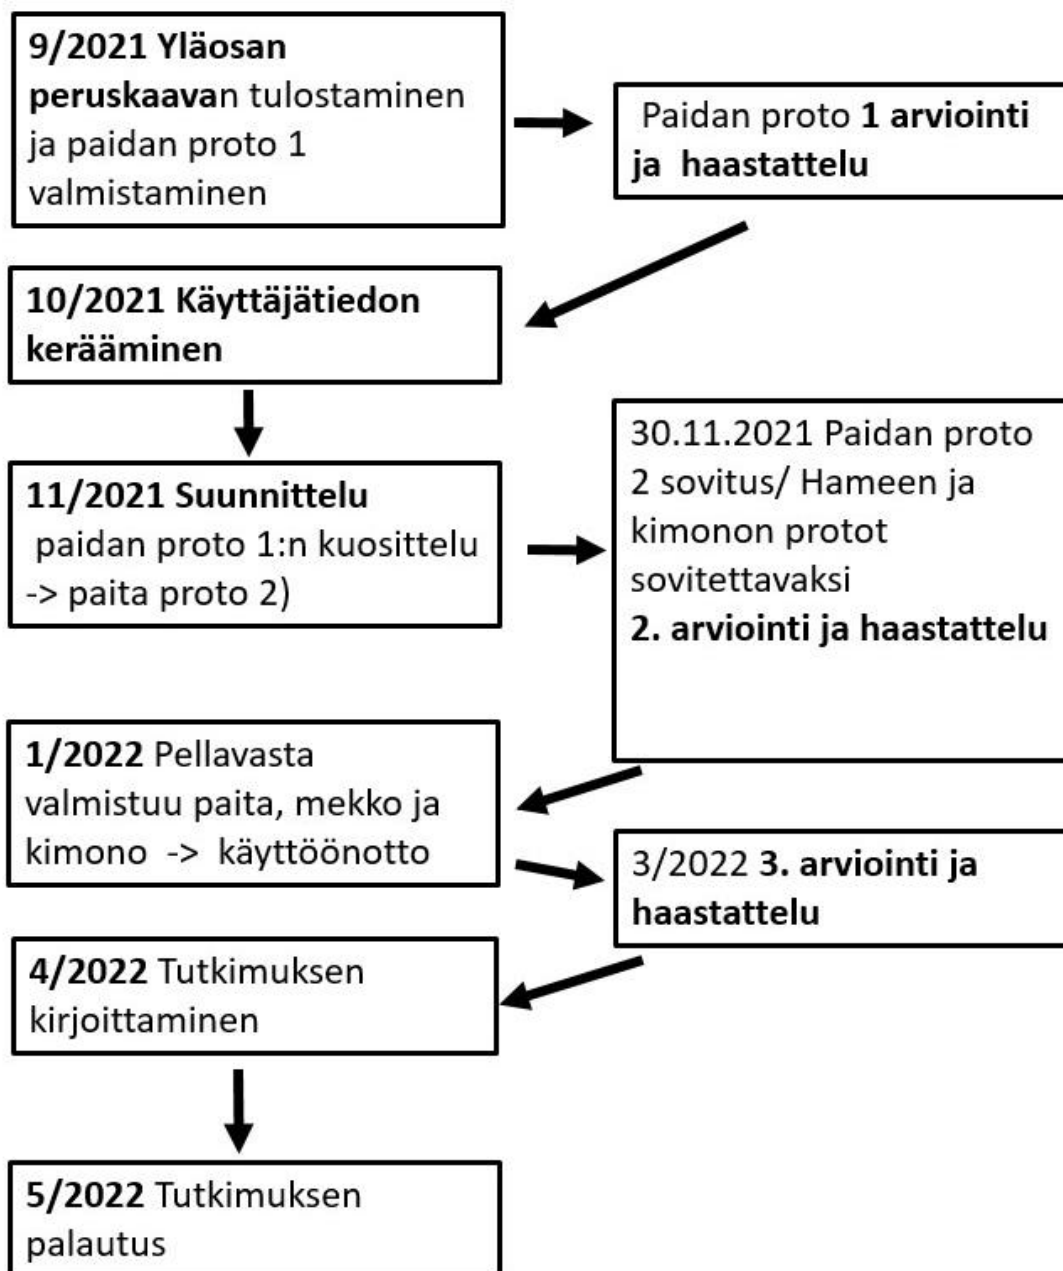 9/2021 Yläosan
peruskaavan tulostaminen
ja paidan proto 1
valmistaminen
Paidan proto 1 arviointi
ja haastattelu
10/2021 Käyttäjätiedon
kerääminen
11/2021 Suunnittelu
paidan proto 1:n kuosittelu
-> paita proto 2)
30.11.2021 Paidan proto
2 sovitus/ Hameen ja
kimonon protot
sovitettavaksi
2. arviointi ja haastattelu
1/2022 Pellavasta
valmistuu paita, mekko ja
kimono -> käyttöönotto
3/2022 3. arviointi ja
haastattelu
4/2022 Tutkimuksen
kirjoittaminen
5/2022 Tutkimuksen
palautus